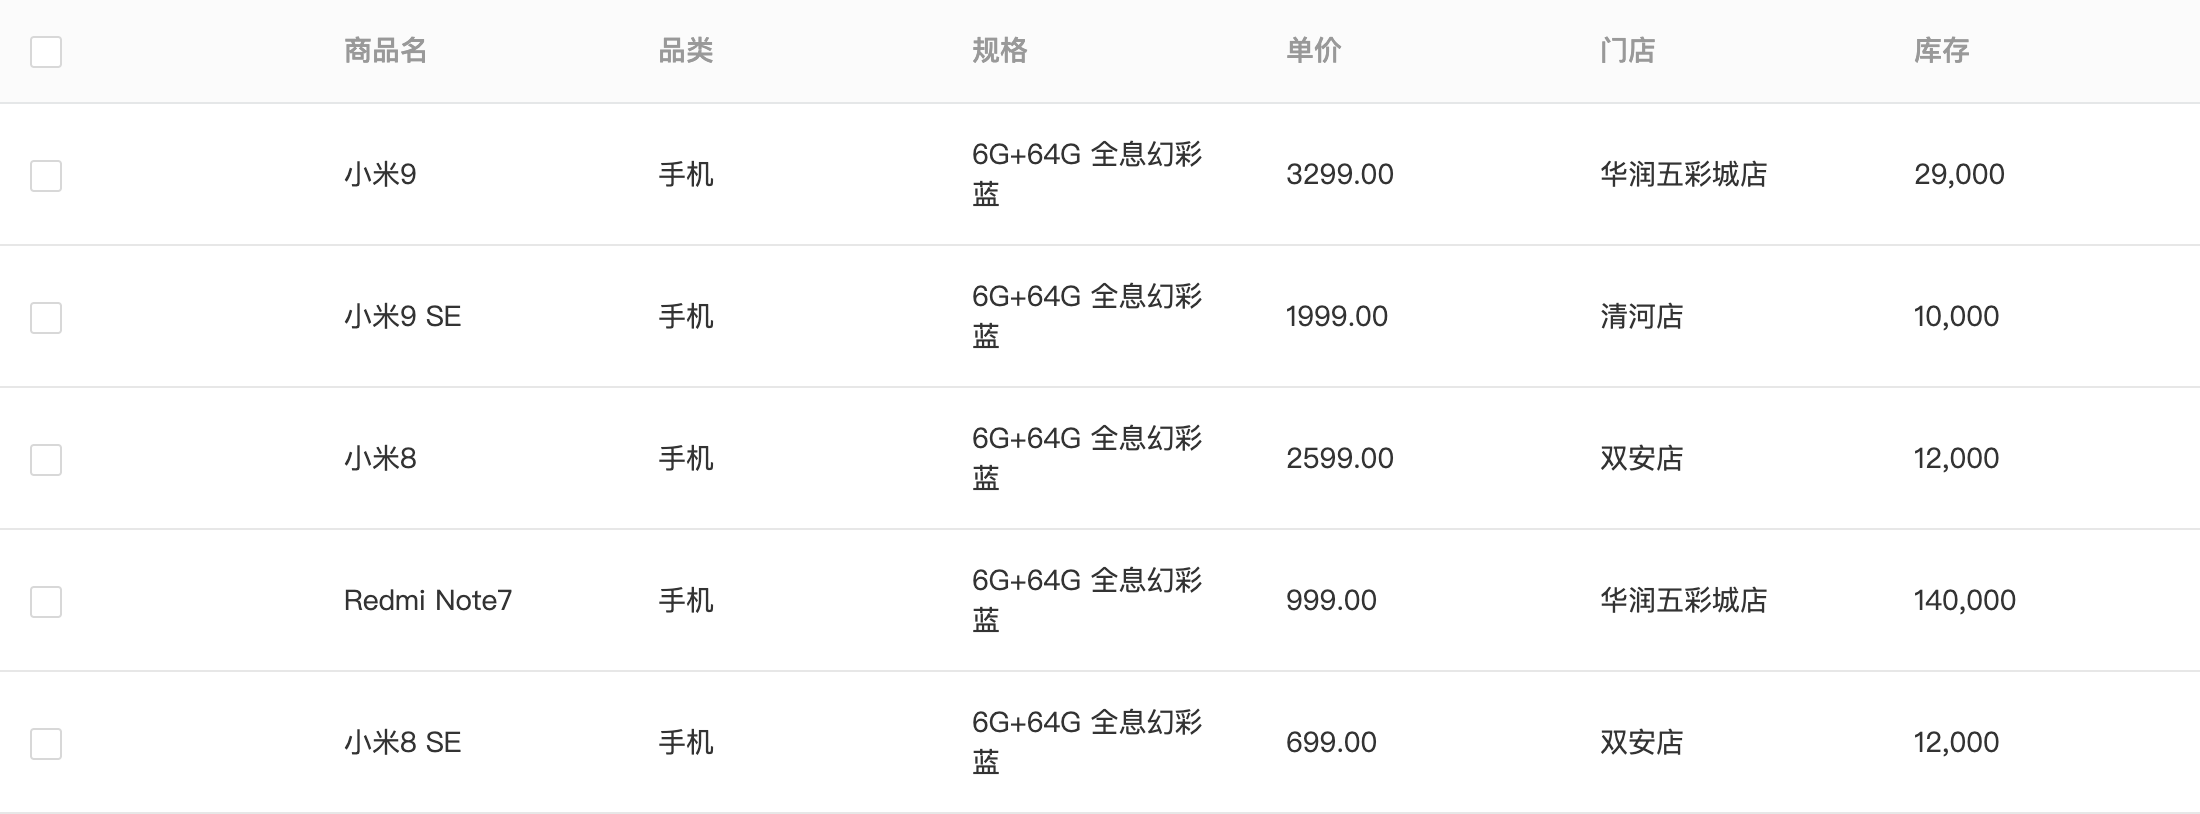 商品名 品类 规格 单价 门店 库存
小米9 手机 6G+64G 全息幻彩 3299.00 华润五彩城店 29,000
蓝
小米9 SE 手机 6G+64G 全息幻彩 1999.00 清河店 10,000
蓝
小米8 手机 6G+64G 全息幻彩 2599.00 双安店 12,000
蓝
Redmi Note7 手机 6G+64G 全息幻彩 999.00 华润五彩城店 140,000
蓝
小米8 SE 手机 6G+64G 全息幻彩 699.00 双安店 12,000
蓝